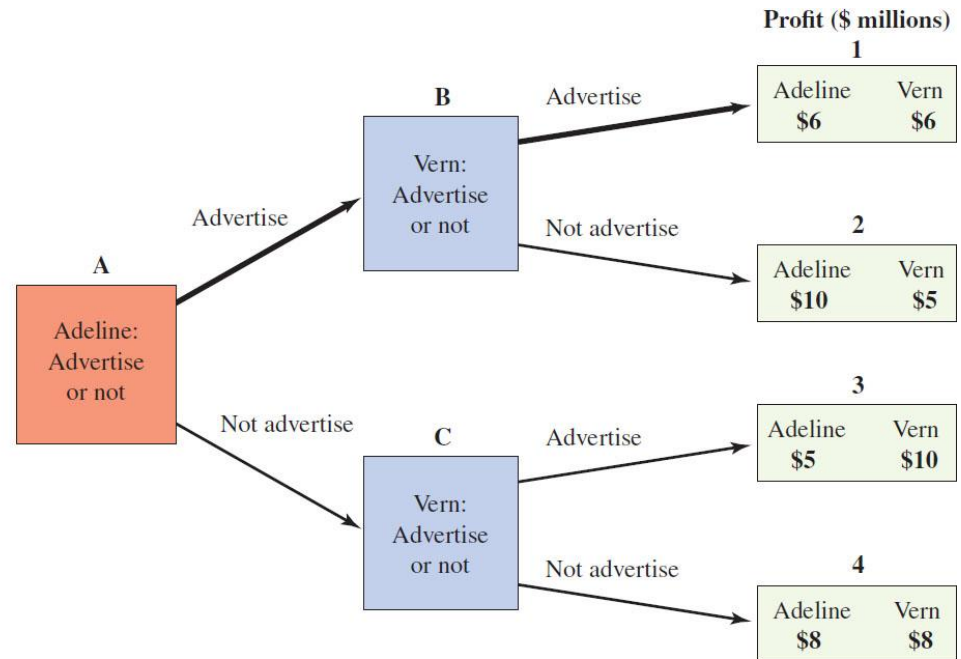 Profit ($ millions)
1
Adeline Vern
$6 $6
B
Advertise
Vern:
Advertise
or not
Advertise
Not advertise
2
Adeline Vern
$10 $5
A
Adeline:
Advertise
or not
Not advertise
3
Adeline Vern
$5 $10
C
Advertise
Vern:
Advertise
or not
Not advertise
4
Adeline Vern
$8 $8